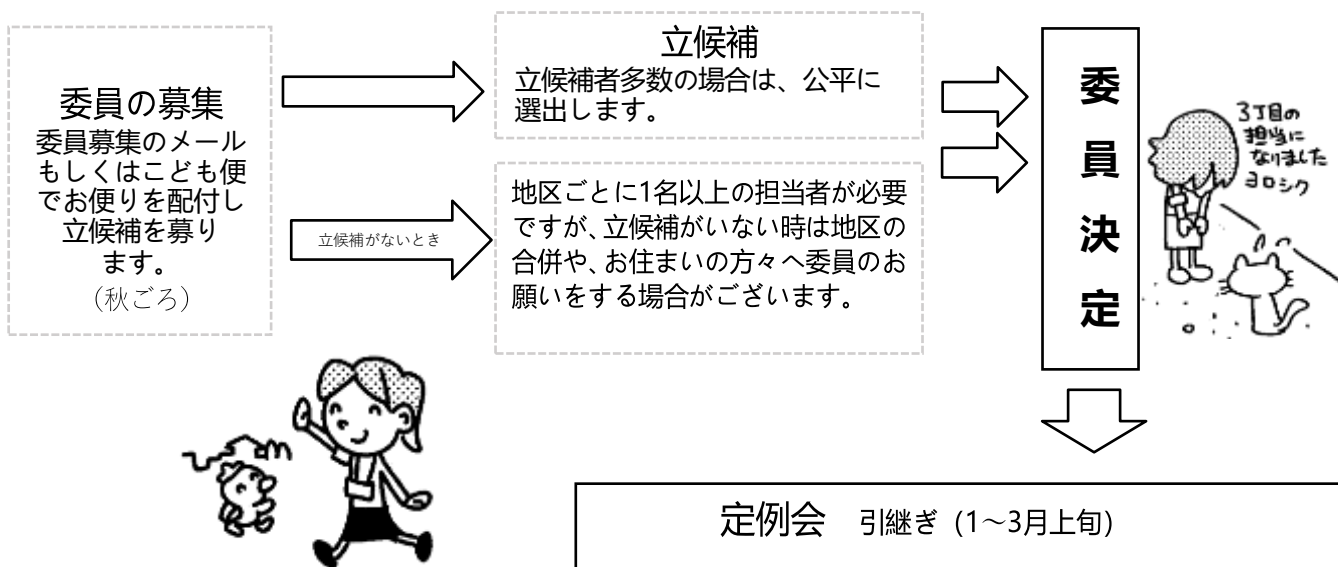 委員の募集
委員募集のメール
もしくはこども便
でお便りを配付し
立候補を募り
ます。
（秋ごろ）
立候補
立候補者多数の場合は、公平に
選出します。
立候補がないとき
地区ごとに1名以上の担当者が必要
ですが、立候補がいない時は地区の
合併や、お住まいの方々へ委員のお
願いをする場合がございます。
委員決定
3丁目の
担当に
なりました
ヨロシク
定例会 引継ぎ (1～3月上旬)